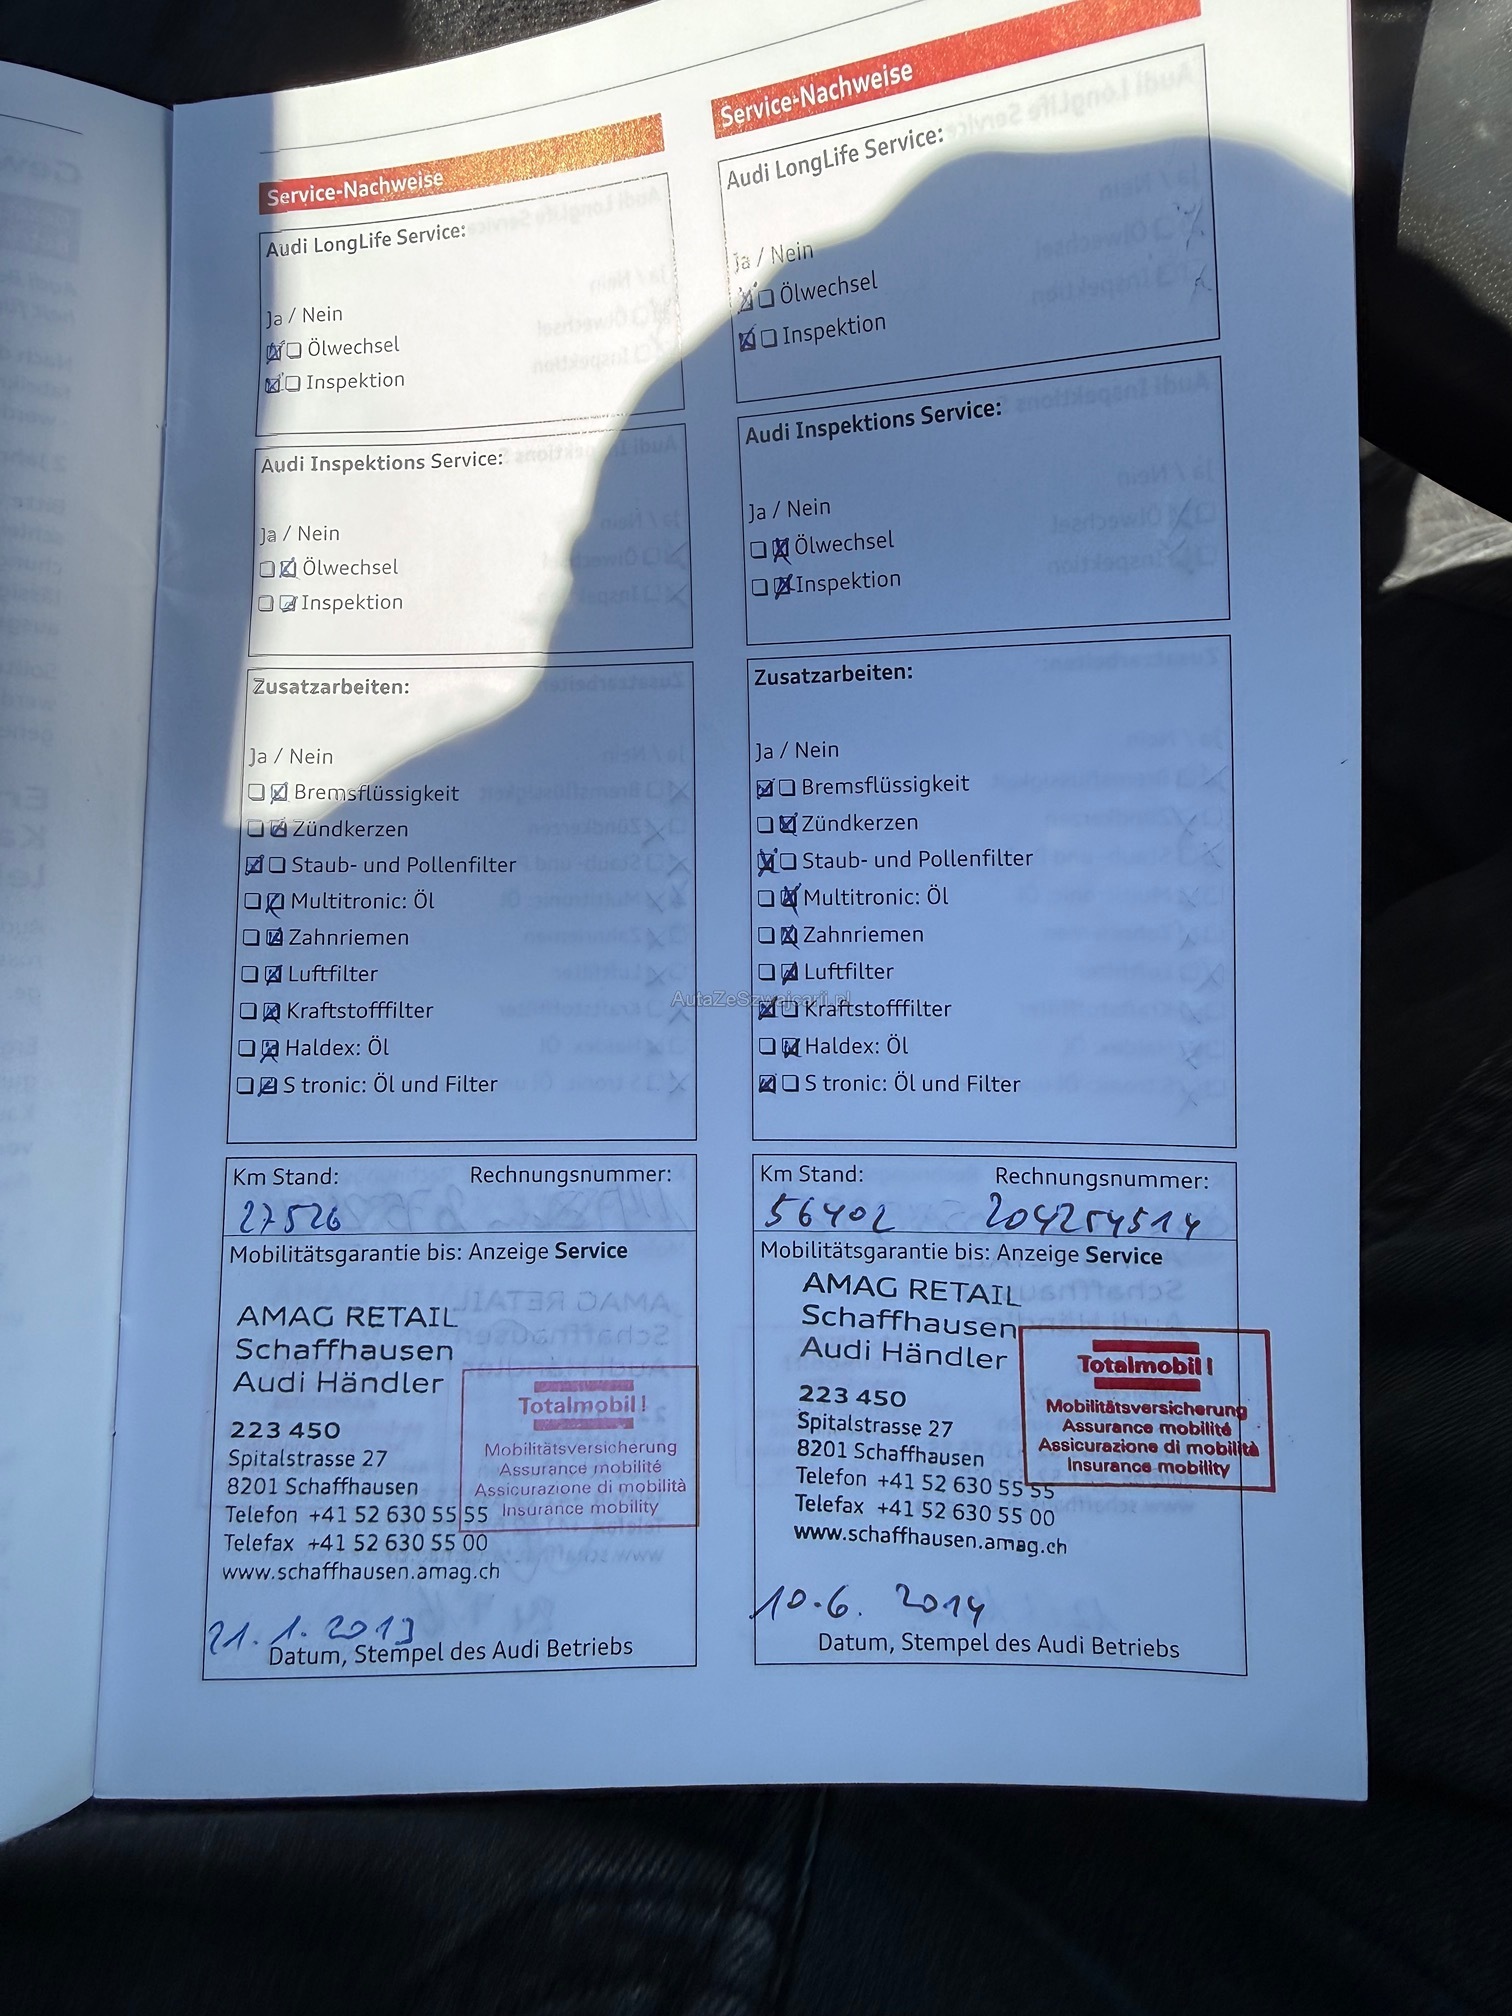 Service-Nachweise
Audi LongLife Service:
Ja / Nein
Ölwechsel
Inspektion
Audi Inspektions Service:
Ja / Nein
Ölwechsel
Inspektion
Zusatzarbeiten:
Ja / Nein
Bremsflüssigkeit
Zündkerzen
Staub- und Pollenfilter
Multitronic: Öl
Zahnriemen
Luftfilter
Kraftstofffilter
Haldex: Öl
S tronic: Öl und Filter
Km Stand: Rechnungsnummer:
27526
Mobilitätsgarantie bis: Anzeige Service
AMAG RETAIL
Schaffhausen
Audi Händler
223 450
Spitalstrasse 27
8201 Schaffhausen
Telefon +41 52 630 55 55
Telefax +41 52 630 55 00
www.schaffhausen.amag.ch
Totalmobil!
Mobilitätsversicherung
Assurance mobilité
Assicurazione di mobilità
Insurance mobility
21.1.2013
Datum, Stempel des Audi Betriebs
Service-Nachweise
Audi LongLife Service:
Ja / Nein
Ölwechsel
Inspektion
Audi Inspektions Service:
Ja / Nein
Ölwechsel
Inspektion
Zusatzarbeiten:
Ja / Nein
Bremsflüssigkeit
Zündkerzen
Staub- und Pollenfilter
Multitronic: Öl
Zahnriemen
Luftfilter
Kraftstofffilter
Haldex: Öl
S tronic: Öl und Filter
Km Stand: Rechnungsnummer:
56402 204254514
Mobilitätsgarantie bis: Anzeige Service
AMAG RETAIL
Schaffhausen
Audi Händler
223 450
Spitalstrasse 27
8201 Schaffhausen
Telefon +41 52 630 55 55
Telefax +41 52 630 55 00
www.schaffhausen.amag.ch
Totalmobil!
Mobilitätsversicherung
Assurance mobilité
Assicurazione di mobilità
Insurance mobility
10.6. 2014
Datum, Stempel des Audi Betriebs
AutaZeSzwajcarii.pl